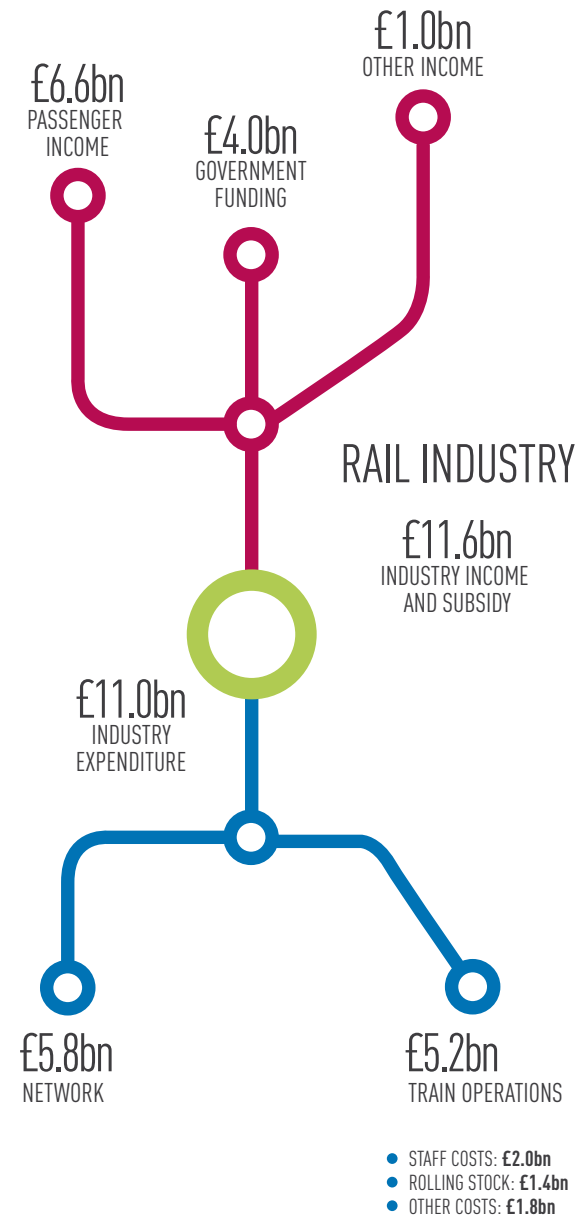 £1.0bn
OTHER INCOME
£6.6bn
PASSENGER
INCOME
£4.0bn
GOVERNMENT
FUNDING
RAIL INDUSTRY
£11.6bn
INDUSTRY INCOME
AND SUBSIDY
£11.0bn
INDUSTRY
EXPENDITURE
£5.8bn
NETWORK
£5.2bn
TRAIN OPERATIONS
STAFF COSTS: £2.0bn
ROLLING STOCK: £1.4bn
OTHER COSTS: £1.8bn